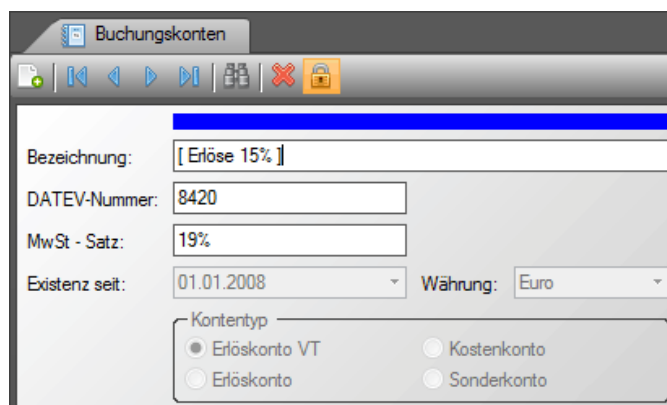 Buchungskonten
Bezeichnung: [ Erlöse 15% ]
DATEV-Nummer: 8420
MwSt - Satz: 19%
Existenz seit: 01.01.2008 Währung: Euro
Kontentyp
Erlöskonto VT Kostenkonto
Erlöskonto Sonderkonto